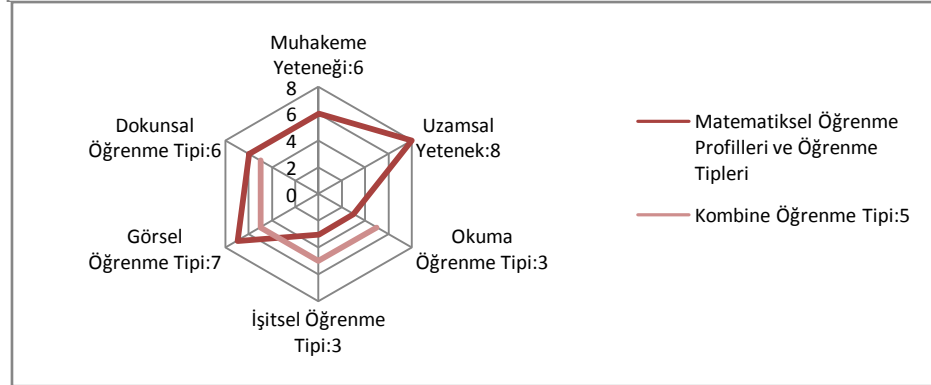 Muhakeme
Yeteneği:6
Uzamsal
Yetenek:8
Okuma
Öğrenme Tipi:3
İşitsel Öğrenme
Tipi:3
Görsel
Öğrenme Tipi:7
Dokunsal
Öğrenme Tipi:6
8
6
4
2
0
Matematiksel Öğrenme
Profilleri ve Öğrenme
Tipleri
Kombine Öğrenme Tipi:5